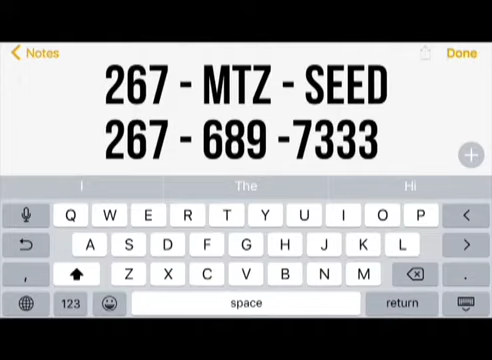 Notes
Done
267 - MTZ - SEED
267 - 689 -7333
I The Hi
Q W E R T Y U I O P <
A S D F G H J K L >
, Z X C V B N M .
123 space return